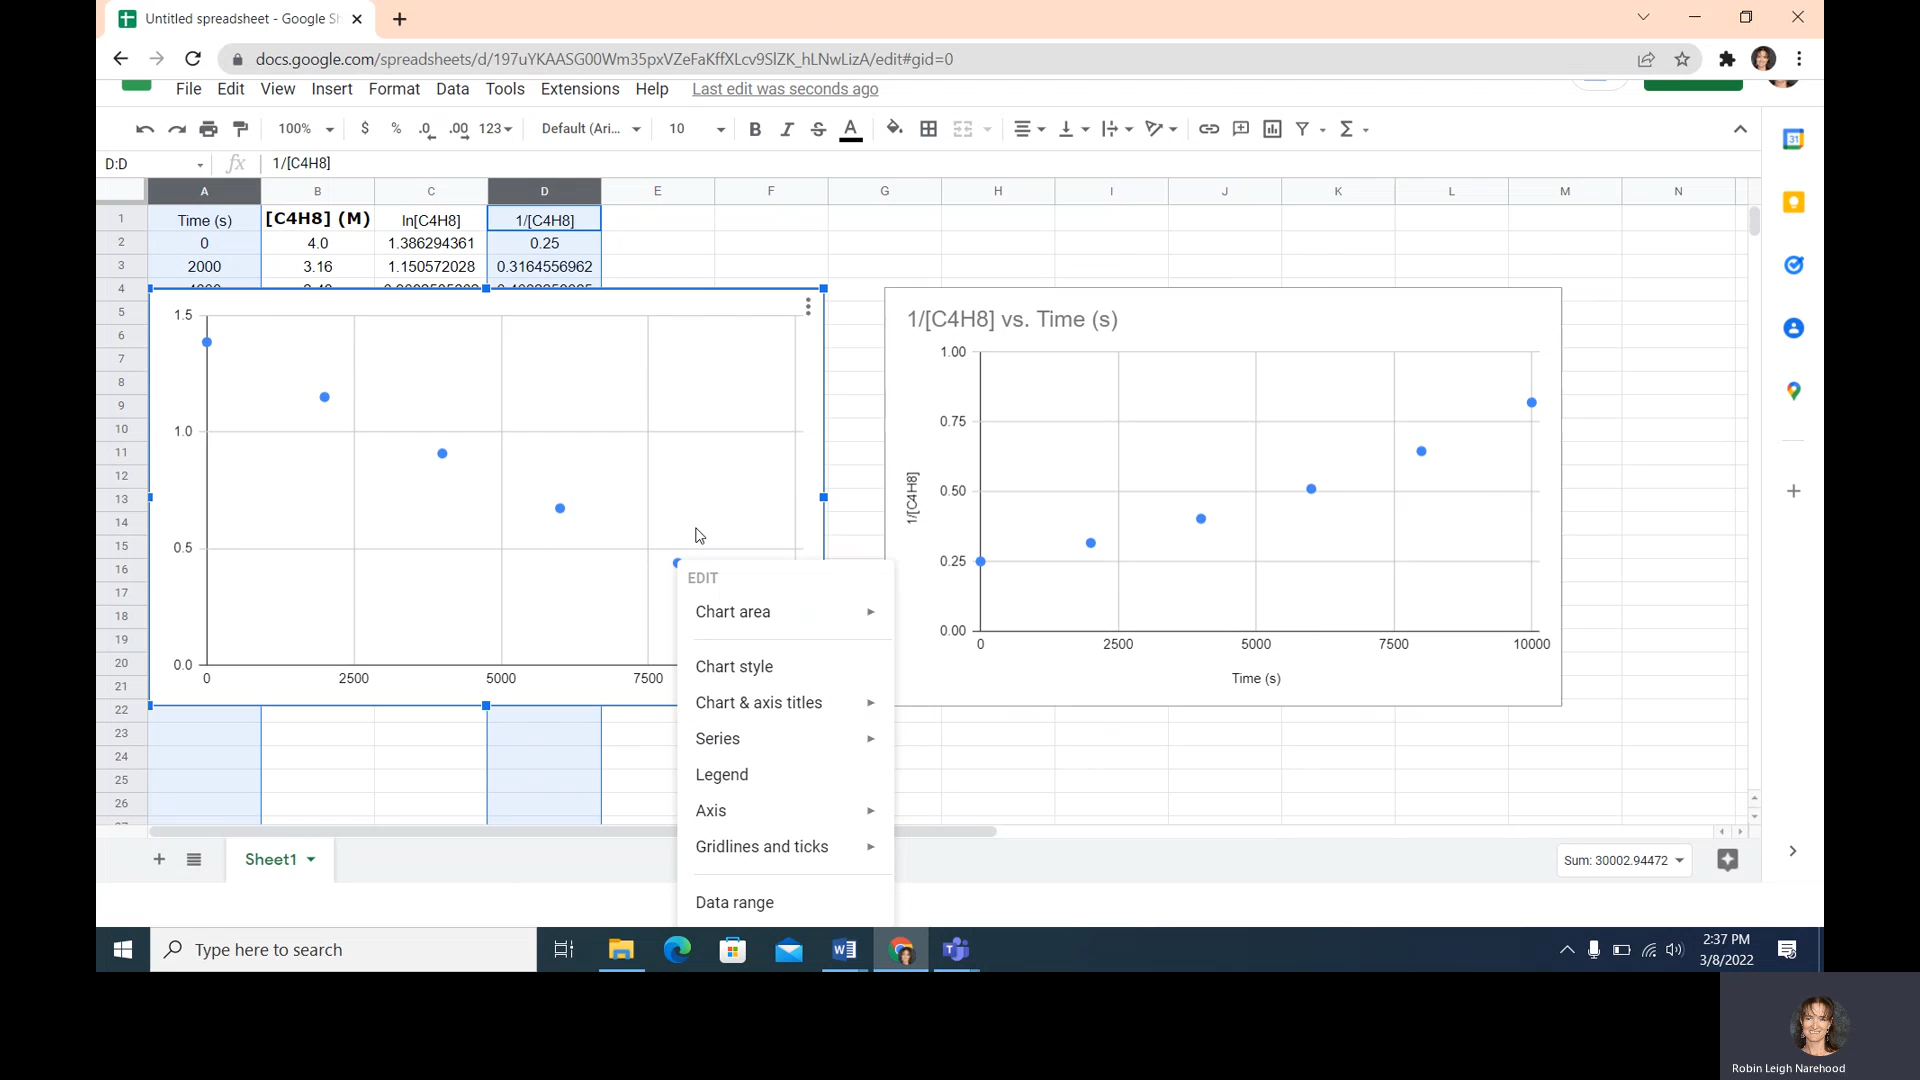 Untitled spreadsheet - Google Sh
docs.google.com/spreadsheets/d/197uYKAASG00Wm35pxVZeFaKffXLcv9SlZK_hLNwLizA/edit#gid=0
File Edit View Insert Format Data Tools Extensions Help Last edit was seconds ago
100% $ % .0 .00 123 Default (Ari... 10 B I S A
D:D fx 1/[C4H8]
A B C D E F G H I J K L M N
1 Time (s) [C4H8] (M) ln[C4H8] 1/[C4H8]
2 0 4.0 1.386294361 0.25
3 2000 3.16 1.150572028 0.3164556962
4
5
6
7
8
9
10
11
12
13
14
15
16
17
18
19
20
21
22
23
24
25
26
1.5
1.0
0.5
0.0
0 2500 5000 7500
1/[C4H8] vs. Time (s)
1.00
0.75
0.50
0.25
0.00
1/[C4H8]
0 2500 5000 7500 10000
Time (s)
EDIT
Chart area
Chart style
Chart & axis titles
Series
Legend
Axis
Gridlines and ticks
Data range
Sheet1
Sum: 30002.94472
31
Type here to search
2:37 PM
3/8/2022
Robin Leigh Narehood